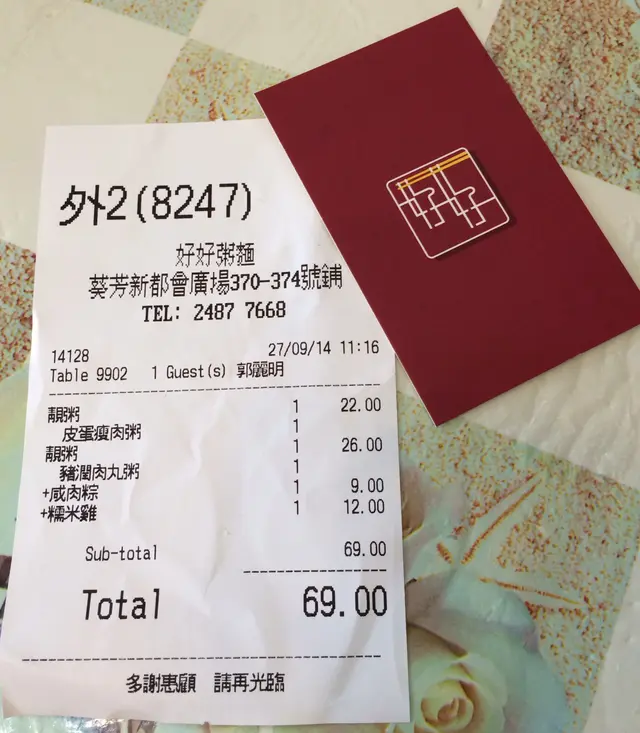 外2(8247)
好好粥麵
葵芳新都會廣場370-374號鋪
TEL: 2487 7668
14128 27/09/14 11:16
Table 9902 1 Guest(s) 郭麗明
靚粥 1 22.00
皮蛋瘦肉粥 1
靚粥 1 26.00
豬潤肉丸粥 1
+咸肉粽 1 9.00
+糯米雞 1 12.00
Sub-total 69.00
Total 69.00
多謝惠顧 請再光臨
好好